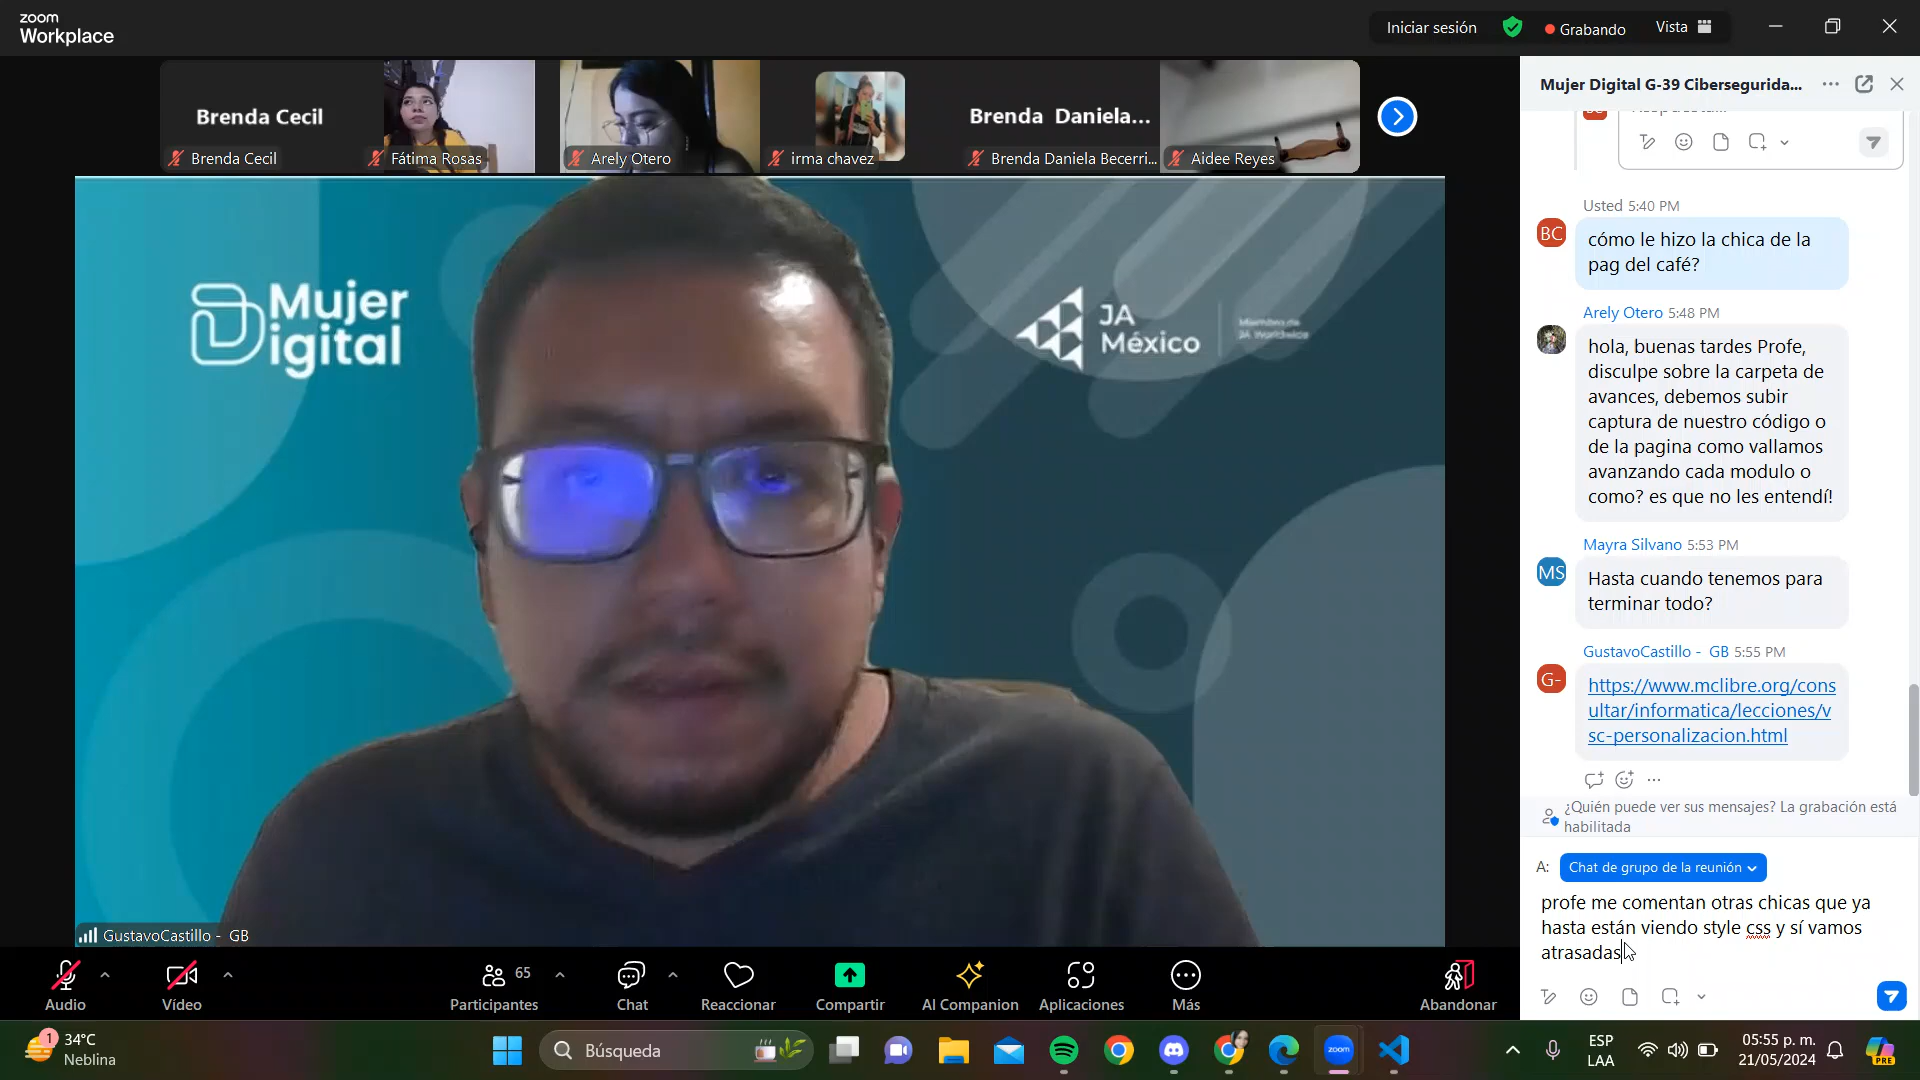 zoom
Workplace
Iniciar sesión
Grabando
Vista
Brenda Cecil
Brenda Cecil
Fátima Rosas
Arely Otero
irma chavez
Brenda Daniela...
Brenda Daniela Becerri...
Aidee Reyes
Mujer
Digital
JA
México
GustavoCastillo - GB
Mujer Digital G-39 Cibersegurida...
Usted 5:40 PM
BC
cómo le hizo la chica de la
pag del café?
Arely Otero 5:48 PM
hola, buenas tardes Profe,
disculpe sobre la carpeta de
avances, debemos subir
captura de nuestro código o
de la pagina como vallamos
avanzando cada modulo o
como? es que no les entendí!
Mayra Silvano 5:53 PM
MS
Hasta cuando tenemos para
terminar todo?
GustavoCastillo - GB 5:55 PM
G-
https://www.mclibre.org/cons
ultar/informatica/lecciones/v
sc-personalizacion.html
¿Quién puede ver sus mensajes? La grabación está
habilitada
A: Chat de grupo de la reunión
profe me comentan otras chicas que ya
hasta están viendo style css y sí vamos
atrasadas
Audio
Vídeo
65
Participantes
Chat
Reaccionar
Compartir
AI Companion
Aplicaciones
Más
Abandonar
1
34°C
Neblina
Búsqueda
zoom
ESP
LAA
05:55 p. m.
21/05/2024
PRE